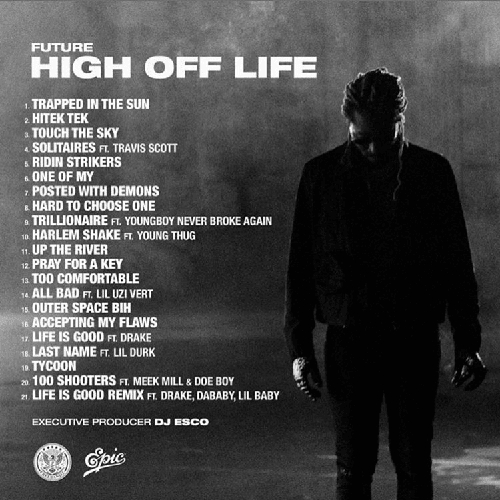 FUTURE
HIGH OFF LIFE
1. TRAPPED IN THE SUN
2. HITEK TEK
3. TOUCH THE SKY
4. SOLITAIRES FT. TRAVIS SCOTT
5. RIDIN STRIKERS
6. ONE OF MY
7. POSTED WITH DEMONS
8. HARD TO CHOOSE ONE
9. TRILLIONAIRE FT. YOUNGBOY NEVER BROKE AGAIN
10. HARLEM SHAKE FT. YOUNG THUG
11. UP THE RIVER
12. PRAY FOR A KEY
13. TOO COMFORTABLE
14. ALL BAD FT. LIL UZI VERT
15. OUTER SPACE BIH
16. ACCEPTING MY FLAWS
17. LIFE IS GOOD FT. DRAKE
18. LAST NAME FT. LIL DURK
19. TYCOON
20. 100 SHOOTERS FT. MEEK MILL & DOE BOY
21. LIFE IS GOOD REMIX FT. DRAKE, DABABY, LIL BABY
EXECUTIVE PRODUCER DJ ESCO
Epic